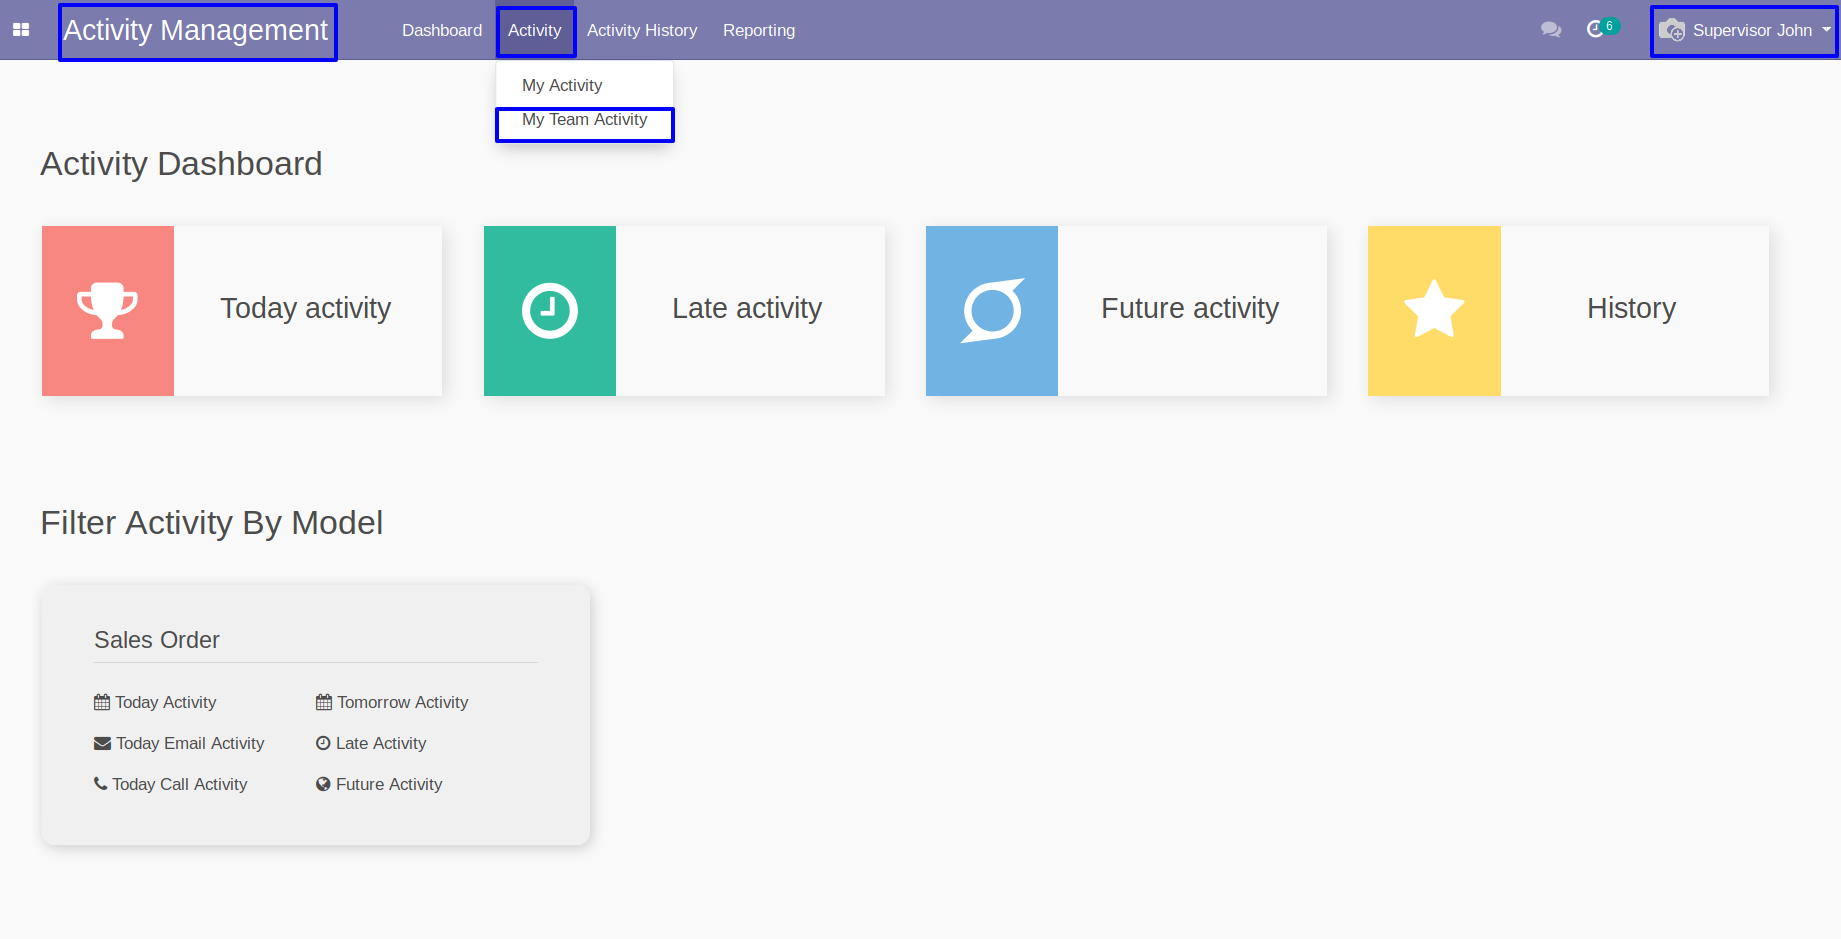 Activity Management
Dashboard
Activity
Activity History
Reporting
6
Supervisor John
My Activity
My Team Activity
Activity Dashboard
Today activity
Late activity
Future activity
History
Filter Activity By Model
Sales Order
Today Activity
Tomorrow Activity
Today Email Activity
Late Activity
Today Call Activity
Future Activity